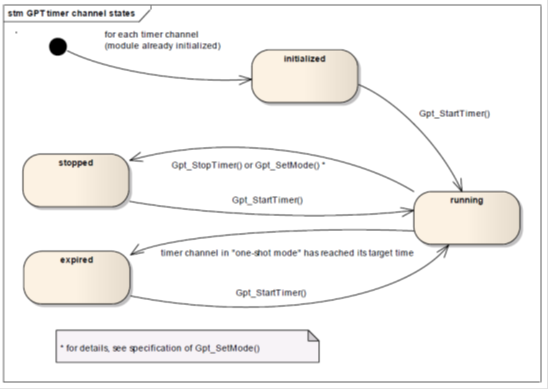 stm GPT timer channel states
for each timer channel
(module already initialized)
initialized
Gpt_StartTimer()
stopped
Gpt_StopTimer() or Gpt_SetMode() *
Gpt_StartTimer()
running
timer channel in "one-shot mode" has reached its target time
expired
Gpt_StartTimer()
* for details, see specification of Gpt_SetMode()